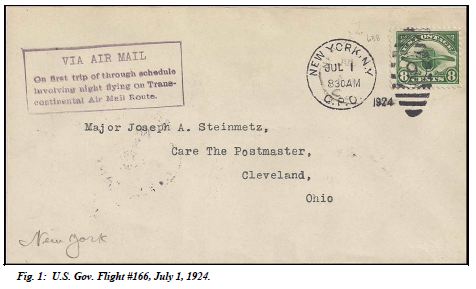 VIA AIR MAIL
On first trip of through schedule
involving night flying on Trans-
continental Air Mail Route.
NEW YORK, N.Y.
JUL 1
830AM
G.P.O.
1924
8 CENTS 8
Major Joseph A. Steinmetz,
Care The Postmaster,
Cleveland,
Ohio
New York
Fig. 1: U.S. Gov. Flight #166, July 1, 1924.